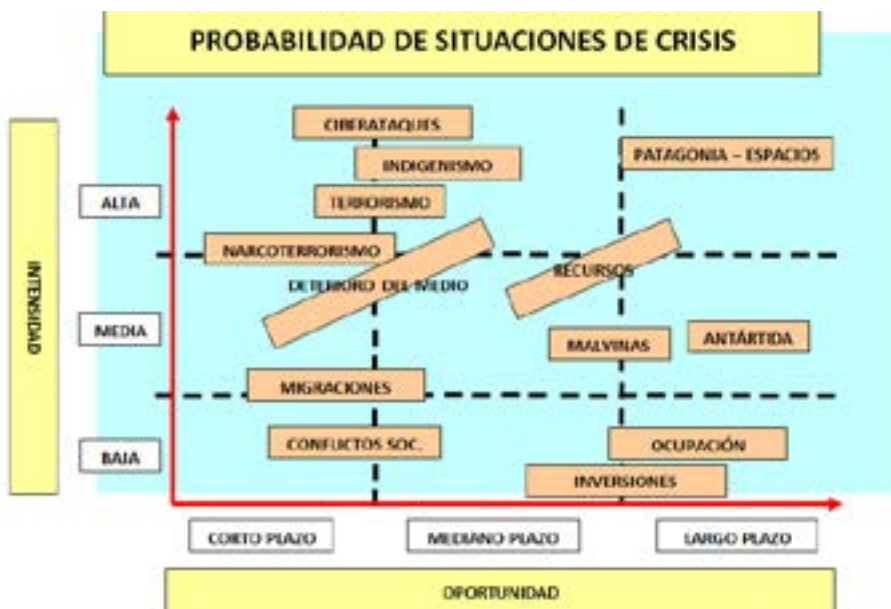 PROBABILIDAD DE SITUACIONES DE CRISIS
CIBERATAQUES
INDIGENISMO
PATAGONIA – ESPACIOS
ALTA
TERRORISMO
NARCOTERRORISMO
RECURSOS
DETERIORO DEL MEDIO
INTENSIDAD
MEDIA
MALVINAS
ANTÁRTIDA
MIGRACIONES
CONFLICTOS SOC.
OCUPACIÓN
BAJA
INVERSIONES
CORTO PLAZO
MEDIANO PLAZO
LARGO PLAZO
OPORTUNIDAD